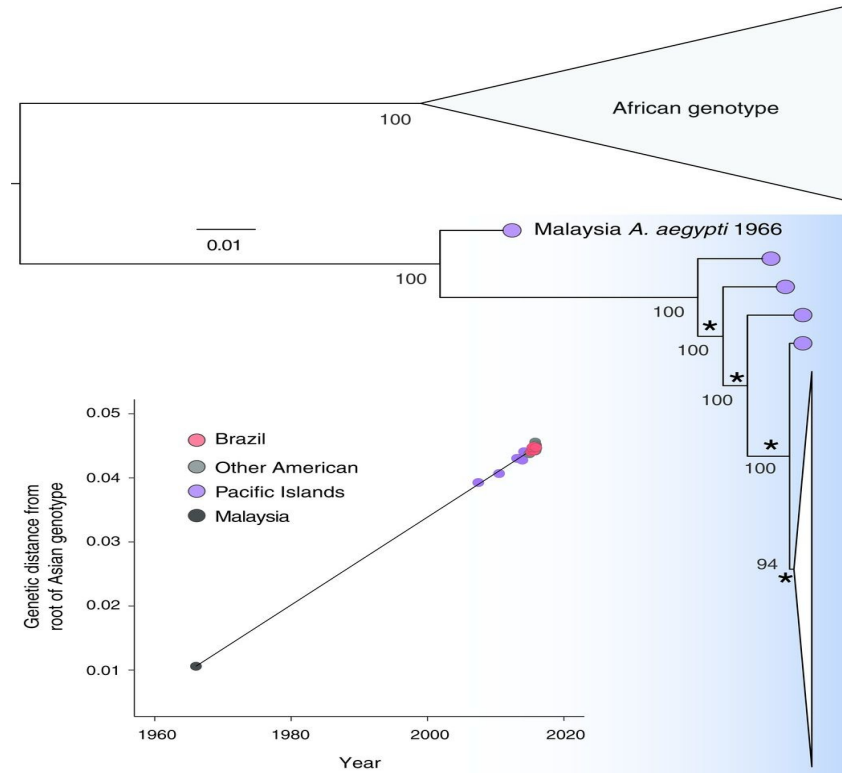 100
African genotype
0.01
Malaysia A. aegypti 1966
100
100
*
100
*
100
*
100
94
*
0.05
0.04
0.03
0.02
0.01
Genetic distance from
root of Asian genotype
Brazil
Other American
Pacific Islands
Malaysia
1960
1980
2000
2020
Year